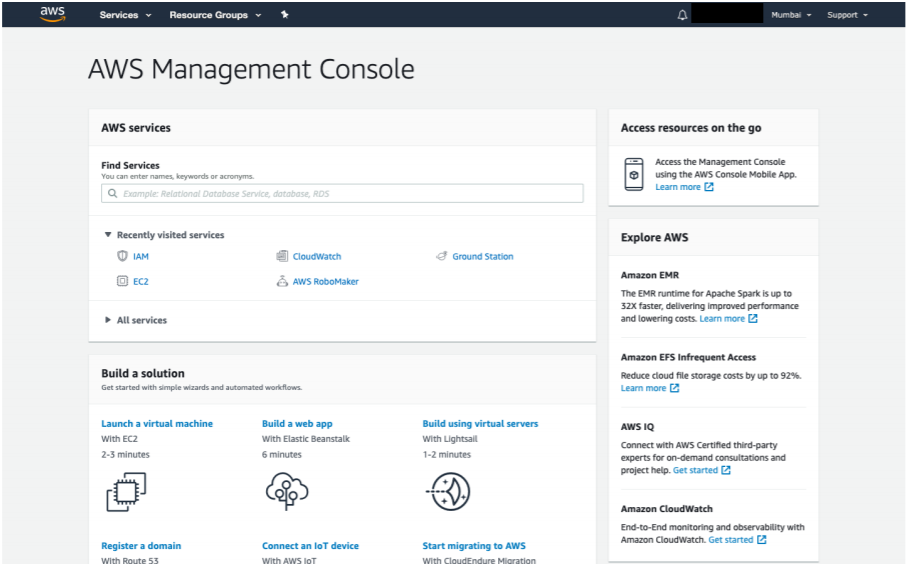 aws
Services
Resource Groups
Mumbai
Support
AWS Management Console
AWS services
Find Services
You can enter names, keywords or acronyms.
Example: Relational Database Service, database, RDS
Recently visited services
IAM
CloudWatch
Ground Station
EC2
AWS RoboMaker
All services
Build a solution
Get started with simple wizards and automated workflows.
Launch a virtual machine
With EC2
2-3 minutes
Build a web app
With Elastic Beanstalk
6 minutes
Build using virtual servers
With Lightsail
1-2 minutes
Register a domain
With Route 53
Connect an IoT device
With AWS IoT
Start migrating to AWS
With CloudEndure Migration
Access resources on the go
Access the Management Console
using the AWS Console Mobile App.
Learn more
Explore AWS
Amazon EMR
The EMR runtime for Apache Spark is up to
32X faster, delivering improved performance
and lowering costs. Learn more
Amazon EFS Infrequent Access
Reduce cloud file storage costs by up to 92%.
Learn more
AWS IQ
Connect with AWS Certified third-party
experts for on-demand consultations and
project help. Get started
Amazon CloudWatch
End-to-End monitoring and observability with
Amazon CloudWatch. Get started